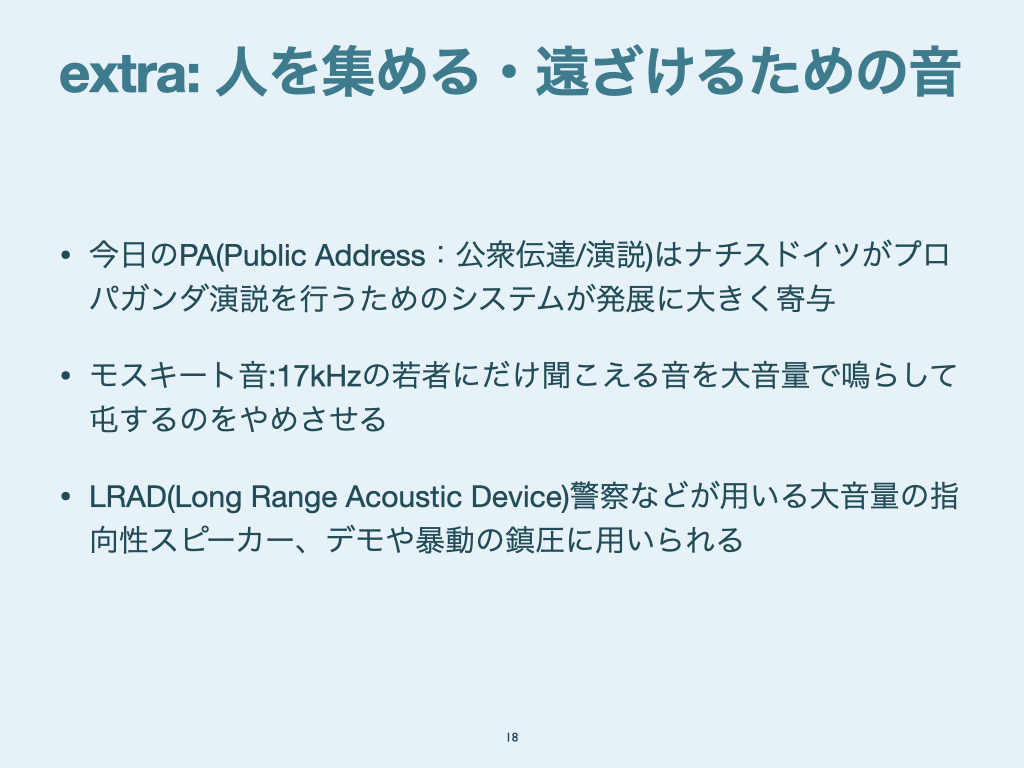 extra: 人を集める・遠ざけるための音
• 今日のPA(Public Address：公衆伝達/演説)はナチスドイツがプロ
パガンダ演説を行うためのシステムが発展に大きく寄与
• モスキート音:17kHzの若者にだけ聞こえる音を大音量で鳴らして
屯するのをやめさせる
• LRAD(Long Range Acoustic Device)警察などが用いる大音量の指
向性スピーカー、デモや暴動の鎮圧に用いられる
18